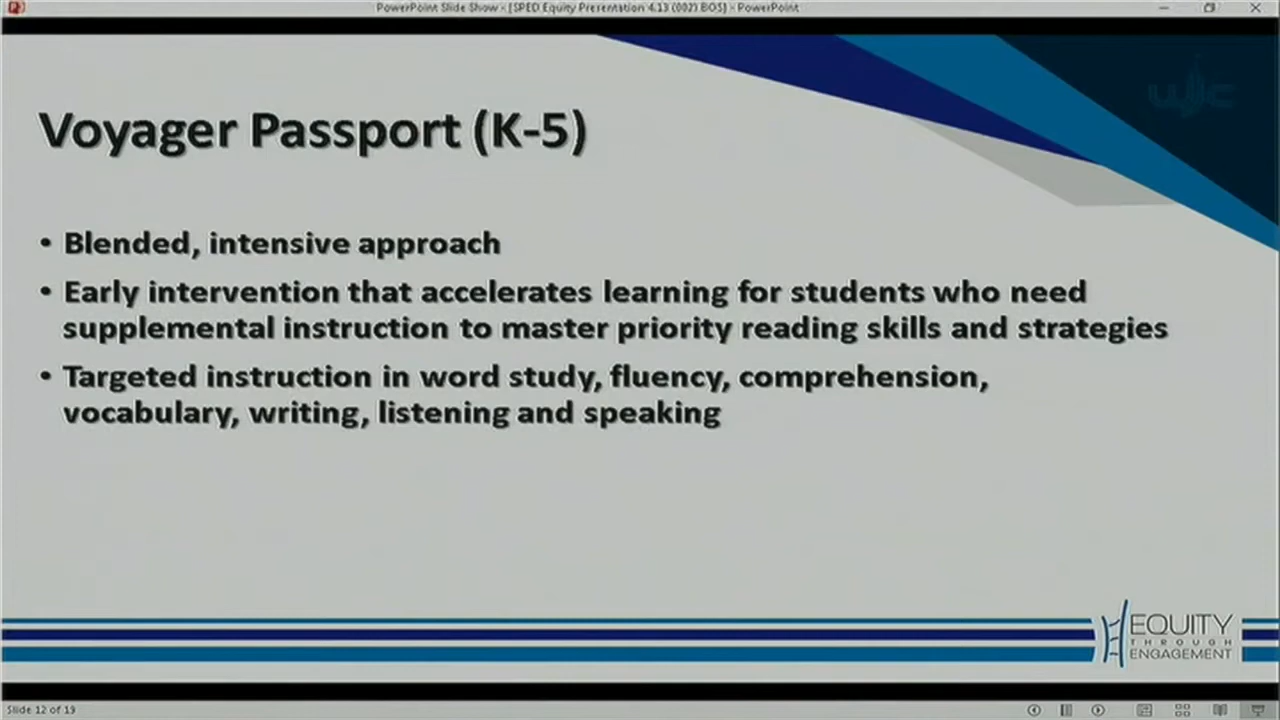 PowerPoint Slide Show - [SPED Equity Presentation 4.13 (002) BOS] - PowerPoint
wjjc
Voyager Passport (K-5)
• Blended, intensive approach
• Early intervention that accelerates learning for students who need
supplemental instruction to master priority reading skills and strategies
• Targeted instruction in word study, fluency, comprehension,
vocabulary, writing, listening and speaking
EQUITY
THROUGH
ENGAGEMENT
Slide 12 of 19